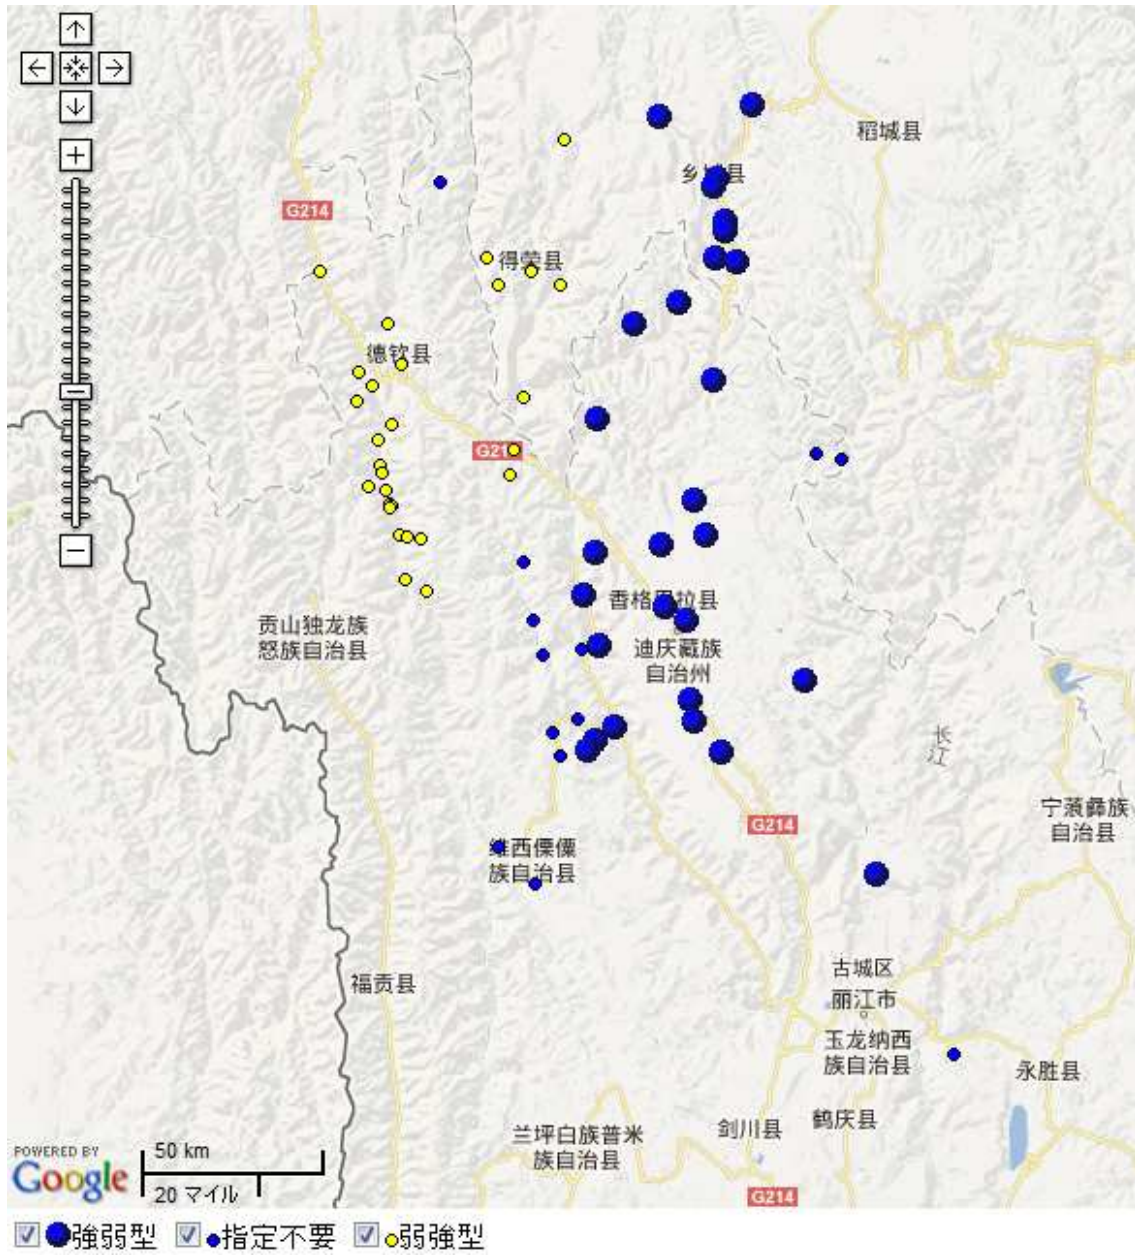 稻城县
乡城县
G214
得荣县
德钦县
G214
香格里拉县
贡山独龙族
怒族自治县
迪庆藏族
自治州
长江
宁蒗彝族
自治县
G214
维西傈僳
族自治县
古城区
丽江市
福贡县
玉龙纳西
族自治县
永胜县
兰坪白族普米
族自治县
剑川县
鹤庆县
POWERED BY
Google
50 km
20 マイル
G214
強弱型
指定不要
弱強型